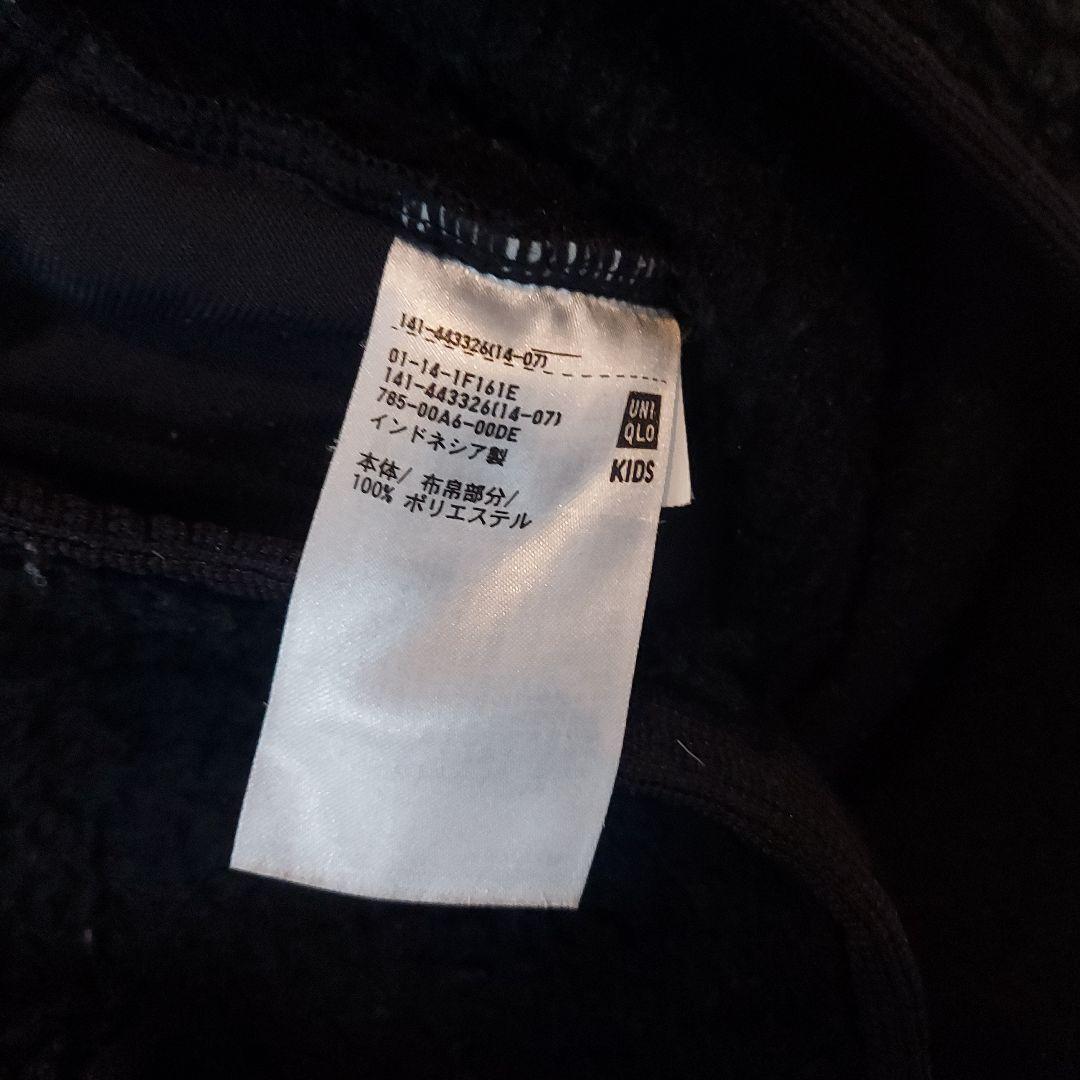 141-443326(14-07)
01-14-1F161E
141-443326(14-07)
785-00A6-00DE
インドネシア製
本体/ 布帛部分/
100% ポリエステル
UNI
QLO
KIDS